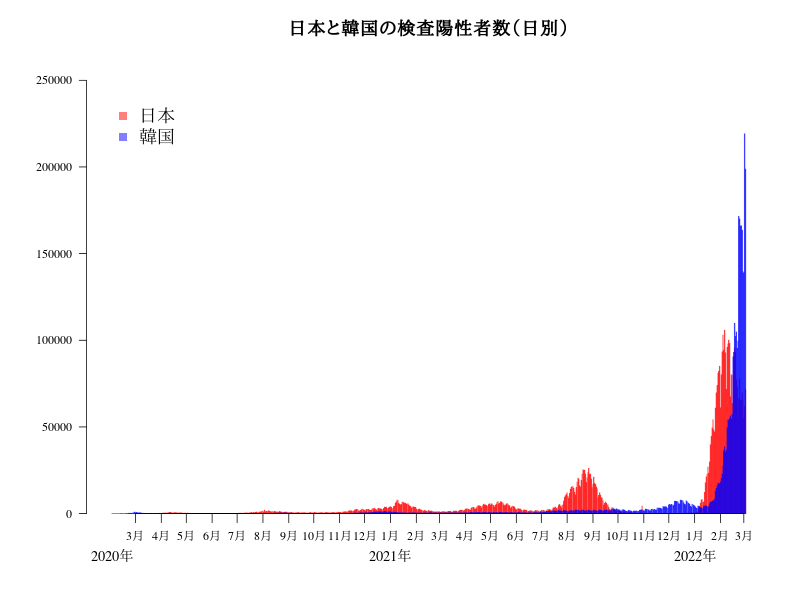 日本と韓国の検査陽性者数（日別）
250000
200000
150000
100000
50000
0
日本
韓国
3月 4月 5月 6月 7月 8月 9月 10月 11月 12月 1月 2月 3月 4月 5月 6月 7月 8月 9月 10月 11月 12月 1月 2月 3月
2020年 2021年 2022年